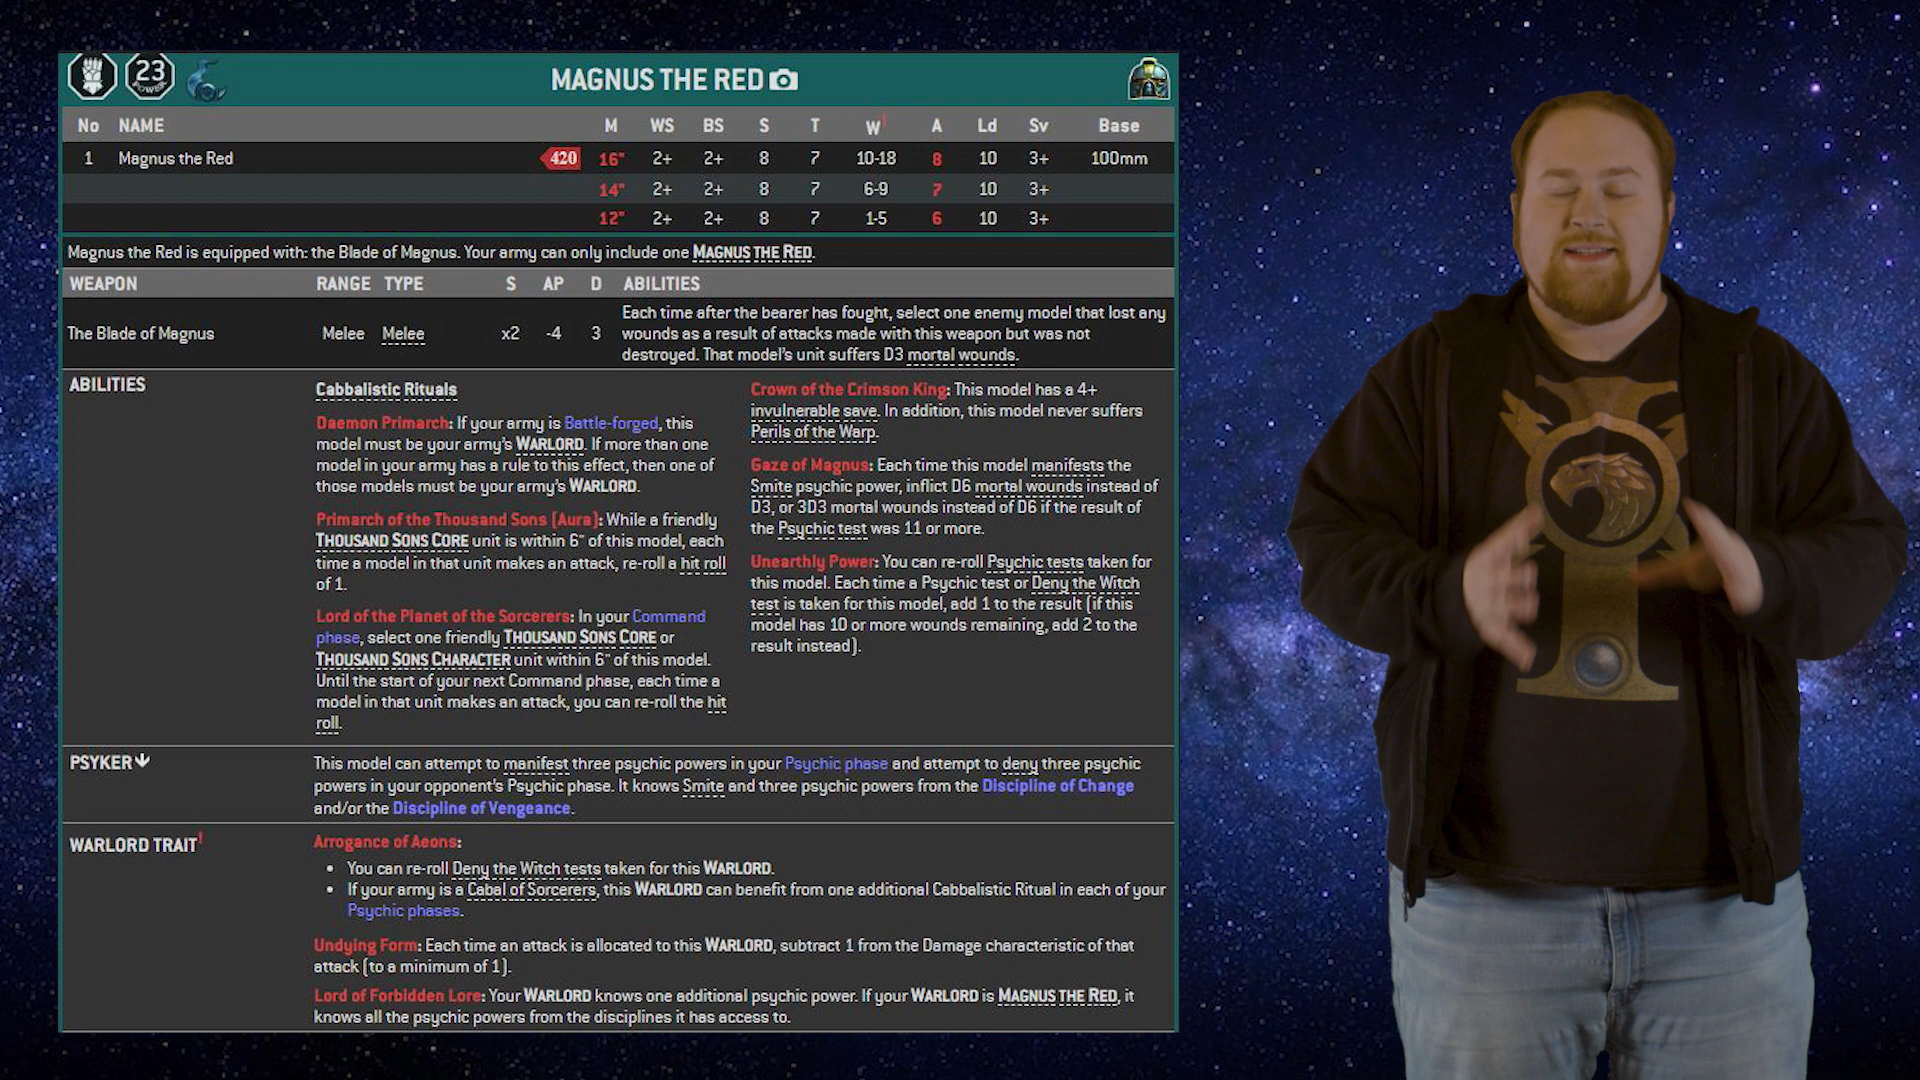 23
POWER
MAGNUS THE RED
No NAME M WS BS S T W! A Ld Sv Base
1 Magnus the Red 420 16" 2+ 2+ 8 7 10-18 8 10 3+ 100mm
14" 2+ 2+ 8 7 6-9 7 10 3+
12" 2+ 2+ 8 7 1-5 6 10 3+
Magnus the Red is equipped with: the Blade of Magnus. Your army can only include one MAGNUS THE RED.
WEAPON RANGE TYPE S AP D ABILITIES
The Blade of Magnus Melee Melee x2 -4 3
Each time after the bearer has fought, select one enemy model that lost any
wounds as a result of attacks made with this weapon but was not
destroyed. That model's unit suffers D3 mortal wounds.
ABILITIES
Cabbalistic Rituals
Daemon Primarch: If your army is Battle-forged, this
model must be your army's WARLORD. If more than one
model in your army has a rule to this effect, then one of
those models must be your army's WARLORD.
Primarch of the Thousand Sons (Aura): While a friendly
THOUSAND SONS CORE unit is within 6" of this model, each
time a model in that unit makes an attack, re-roll a hit roll
of 1.
Lord of the Planet of the Sorcerers: In your Command
phase, select one friendly THOUSAND SONS CORE or
THOUSAND SONS CHARACTER unit within 6" of this model.
Until the start of your next Command phase, each time a
model in that unit makes an attack, you can re-roll the hit
roll.
Crown of the Crimson King: This model has a 4+
invulnerable save. In addition, this model never suffers
Perils of the Warp.
Gaze of Magnus: Each time this model manifests the
Smite psychic power, inflict D6 mortal wounds instead of
D3, or 3D3 mortal wounds instead of D6 if the result of
the Psychic test was 11 or more.
Unearthly Power: You can re-roll Psychic tests taken for
this model. Each time a Psychic test or Deny the Witch
test is taken for this model, add 1 to the result (if this
model has 10 or more wounds remaining, add 2 to the
result instead).
PSYKER
This model can attempt to manifest three psychic powers in your Psychic phase and attempt to deny three psychic
powers in your opponent's Psychic phase. It knows Smite and three psychic powers from the Discipline of Change
and/or the Discipline of Vengeance.
WARLORD TRAIT!
Arrogance of Aeons:
• You can re-roll Deny the Witch tests taken for this WARLORD.
• If your army is a Cabal of Sorcerers, this WARLORD can benefit from one additional Cabbalistic Ritual in each of your
Psychic phases.
Undying Form: Each time an attack is allocated to this WARLORD, subtract 1 from the Damage characteristic of that
attack (to a minimum of 1).
Lord of Forbidden Lore: Your WARLORD knows one additional psychic power. If your WARLORD is MAGNUS THE RED, it
knows all the psychic powers from the disciplines it has access to.